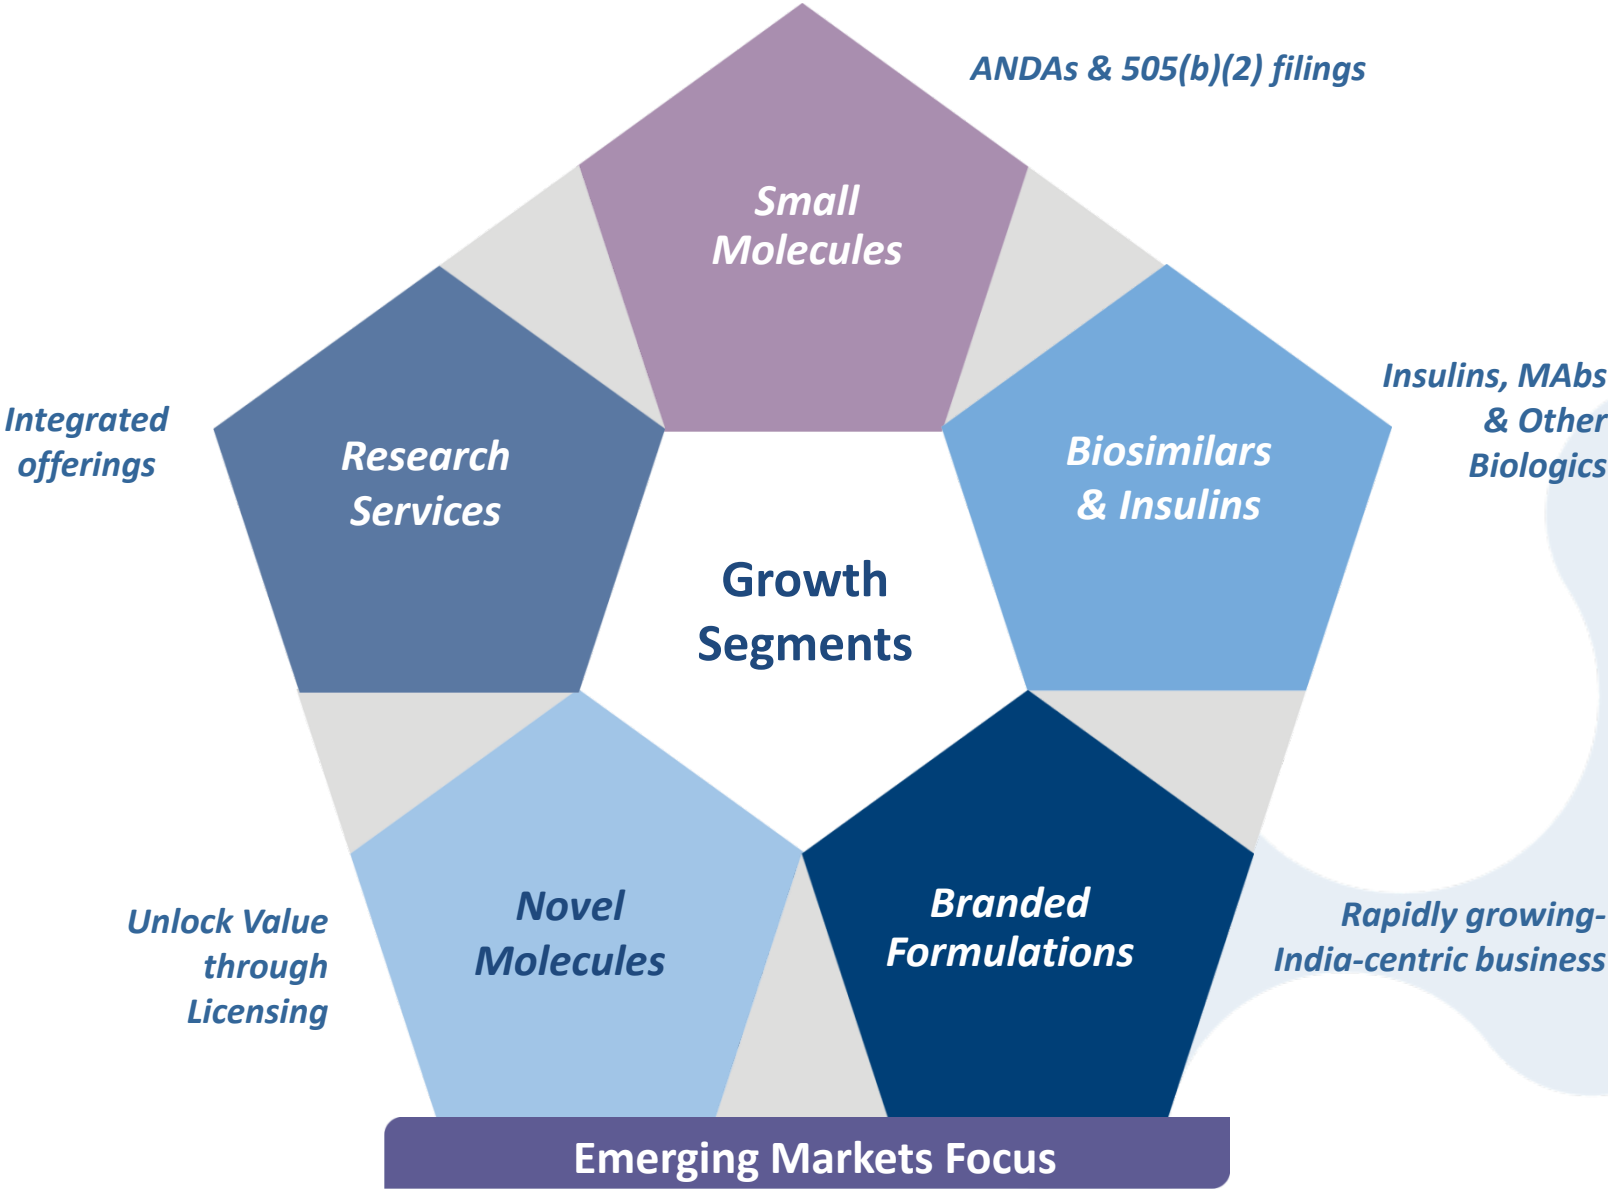 ANDAs & 505(b)(2) filings
Small
Molecules
Insulins, MAbs
& Other
Biologics
Biosimilars
& Insulins
Integrated
offerings
Research
Services
Growth
Segments
Unlock Value
through
Licensing
Novel
Molecules
Branded
Formulations
Rapidly growing-
India-centric business
Emerging Markets Focus